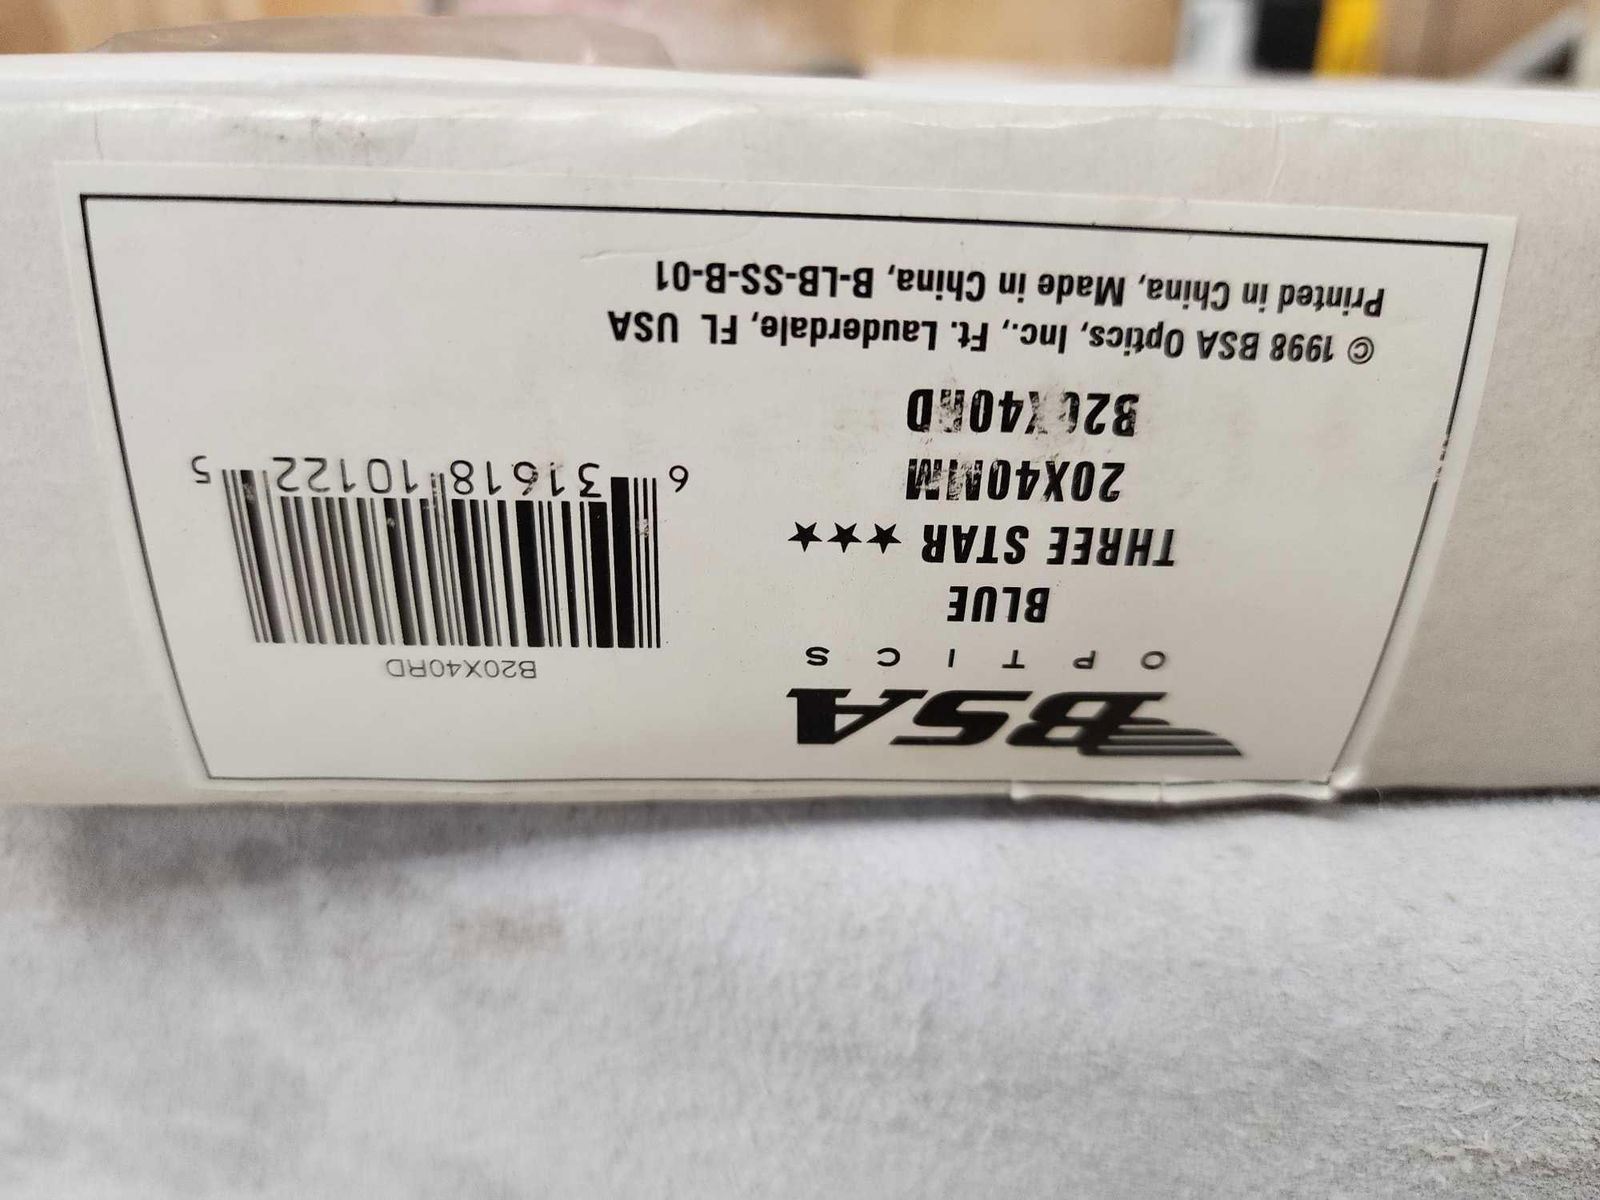 BSA
OPTICS
BLUE
THREE STAR ★★★
20X40MM
B20X40RD
© 1998 BSA Optics, Inc., Ft. Lauderdale, FL USA
Printed in China, Made in China, B-LB-SS-B-01
B20X40RD
6 31618 10122 5